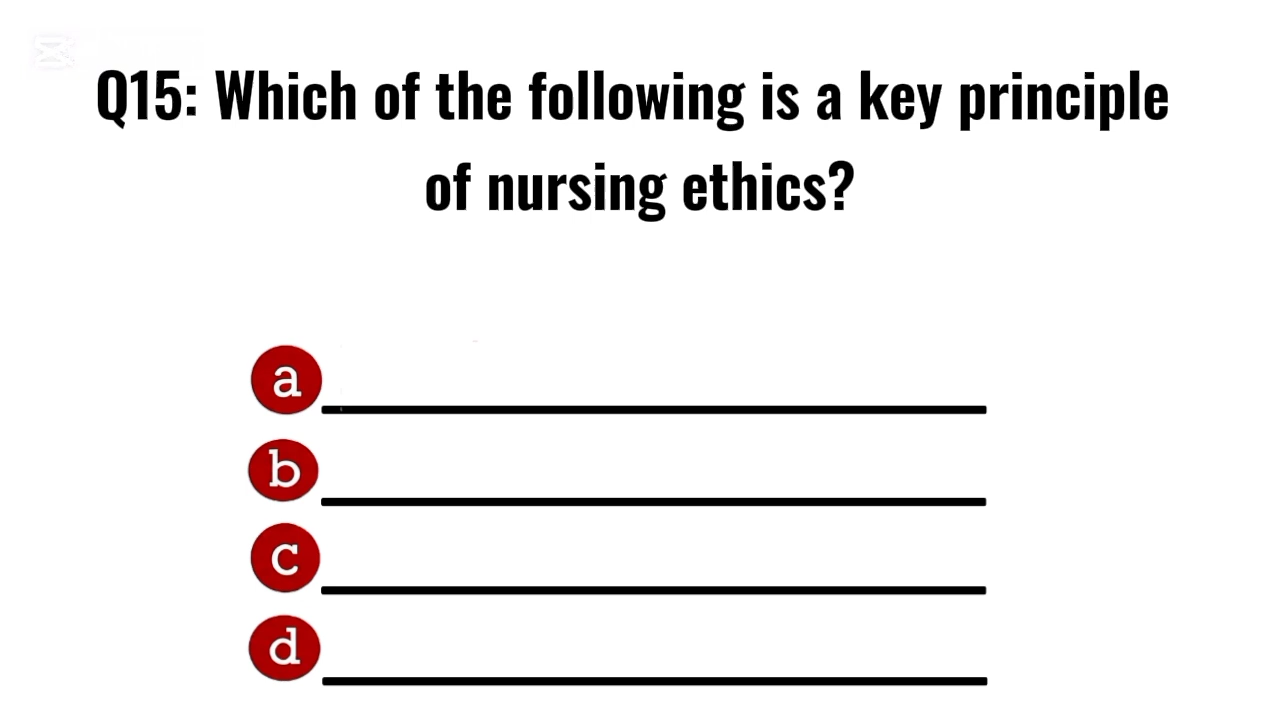 Q15: Which of the following is a key principle
of nursing ethics?
a
b
c
d